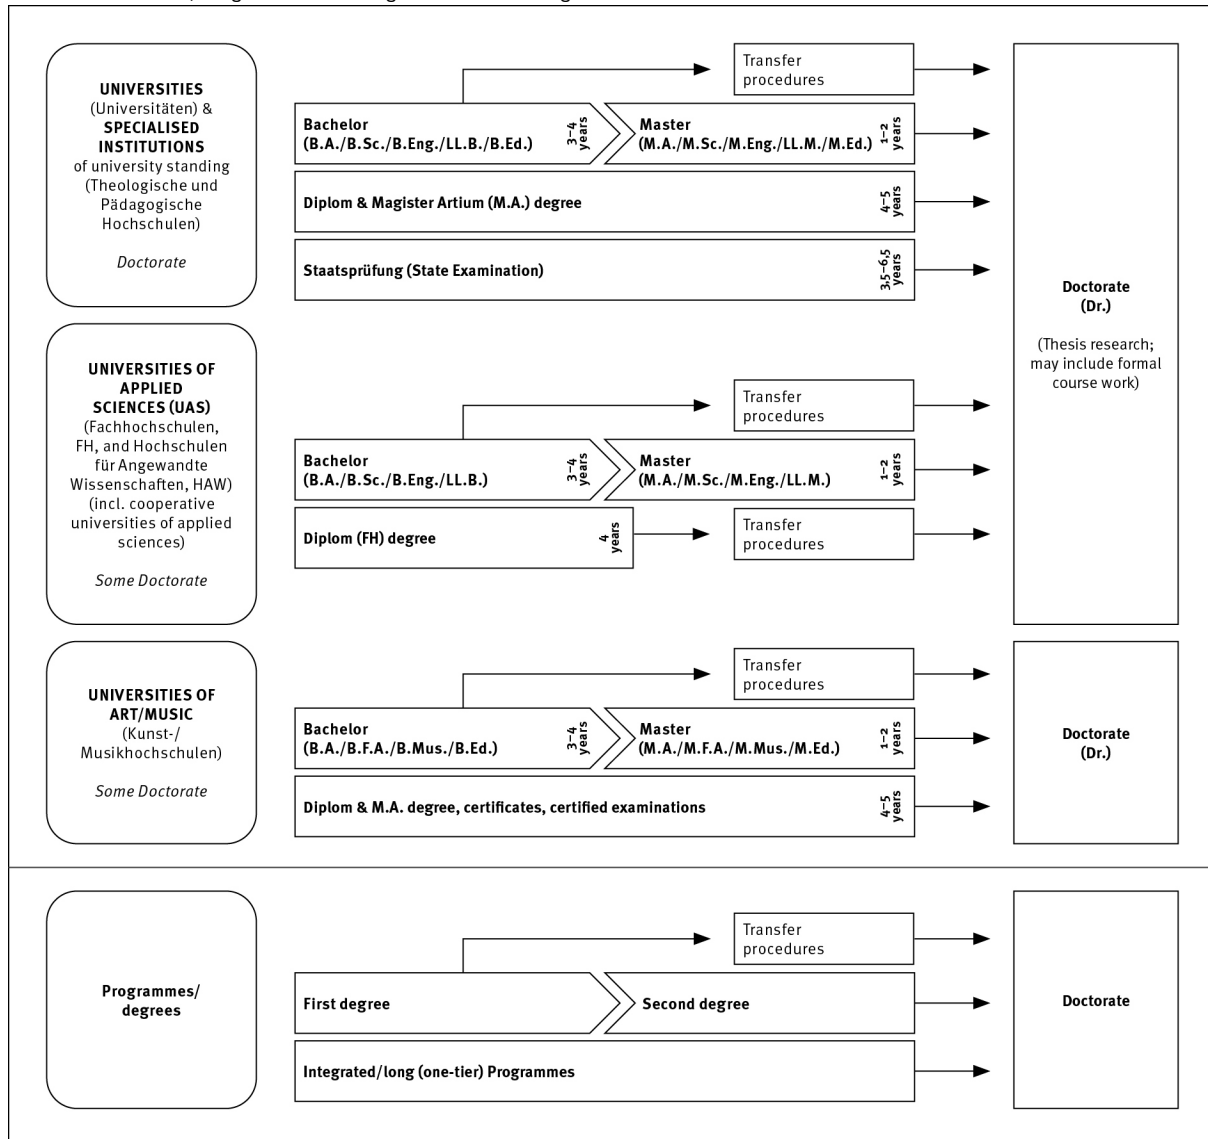 UNIVERSITIES
(Universitäten) &
SPECIALISED
INSTITUTIONS
of university standing
(Theologische und
Pädagogische
Hochschulen)
Doctorate
Transfer
procedures
Bachelor
(B.A./B.Sc./B.Eng./LL.B./B.Ed.)
3–4
years
Master
(M.A./M.Sc./M.Eng./LL.M./M.Ed.)
1–2
years
Diplom & Magister Artium (M.A.) degree
4–5
years
Staatsprüfung (State Examination)
3,5–6,5
years
Doctorate
(Dr.)
(Thesis research;
may include formal
course work)
UNIVERSITIES OF
APPLIED
SCIENCES (UAS)
(Fachhochschulen,
FH, and Hochschulen
für Angewandte
Wissenschaften, HAW)
(incl. cooperative
universities of applied
sciences)
Some Doctorate
Transfer
procedures
Bachelor
(B.A./B.Sc./B.Eng./LL.B.)
3–4
years
Master
(M.A./M.Sc./M.Eng./LL.M.)
1–2
years
Diplom (FH) degree
4
years
Transfer
procedures
UNIVERSITIES OF
ART/MUSIC
(Kunst-/
Musikhochschulen)
Some Doctorate
Transfer
procedures
Bachelor
(B.A./B.F.A./B.Mus./B.Ed.)
3–4
years
Master
(M.A./M.F.A./M.Mus./M.Ed.)
1–2
years
Diplom & M.A. degree, certificates, certified examinations
4–5
years
Doctorate
(Dr.)
Programmes/
degrees
Transfer
procedures
First degree
Second degree
Integrated/long (one-tier) Programmes
Doctorate